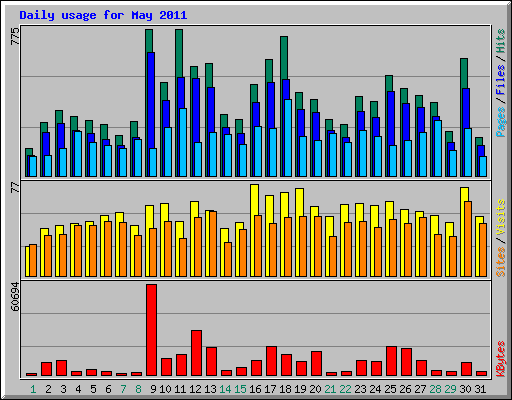 Daily usage for May 2011
775
Pages / Files / Hits
77
Sites / Visits
60694
KBytes
1 2 3 4 5 6 7 8 9 10 11 12 13 14 15 16 17 18 19 20 21 22 23 24 25 26 27 28 29 30 31